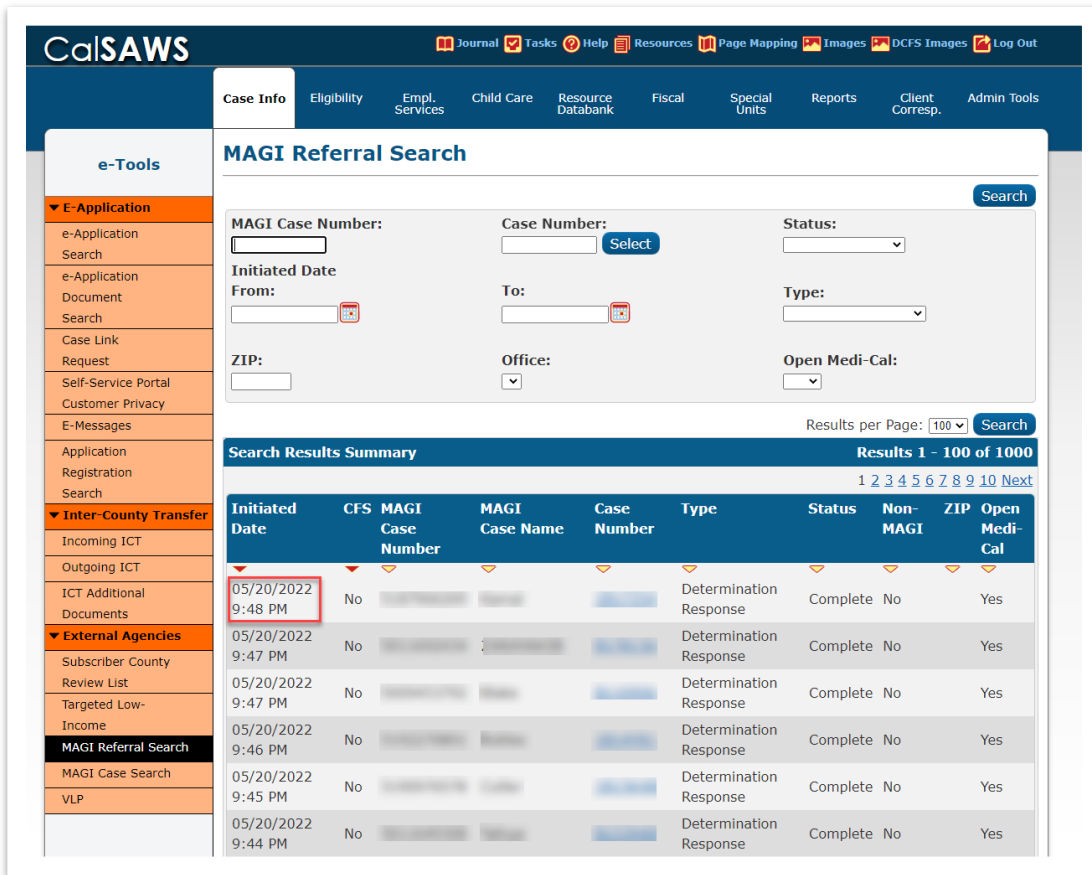 CalSAWS
Journal Tasks Help Resources Page Mapping Images DCFS Images Log Out
Case Info Eligibility Empl. Services Child Care Resource Databank Fiscal Special Units Reports Client Corresp. Admin Tools
e-Tools
E-Application
e-Application
Search
e-Application
Document
Search
Case Link
Request
Self-Service Portal
Customer Privacy
E-Messages
Application
Registration
Search
Inter-County Transfer
Incoming ICT
Outgoing ICT
ICT Additional
Documents
External Agencies
Subscriber County
Review List
Targeted Low-
Income
MAGI Referral Search
MAGI Case Search
VLP
MAGI Referral Search
Search
MAGI Case Number: Case Number: Status:
Select
Initiated Date
From: To: Type:
ZIP: Office: Open Medi-Cal:
Results per Page: 100 Search
Search Results Summary Results 1 - 100 of 1000
1 2 3 4 5 6 7 8 9 10 Next
Initiated CFS MAGI MAGI Case Type Status Non- ZIP Open
Date Case Case Name Number MAGI Medi-
Number Cal
05/20/2022 Determination
9:48 PM No Response Complete No Yes
05/20/2022 Determination
9:47 PM No Response Complete No Yes
05/20/2022 Determination
9:47 PM No Response Complete No Yes
05/20/2022 Determination
9:46 PM No Response Complete No Yes
05/20/2022 Determination
9:45 PM No Response Complete No Yes
05/20/2022 Determination
9:44 PM No Response Complete No Yes